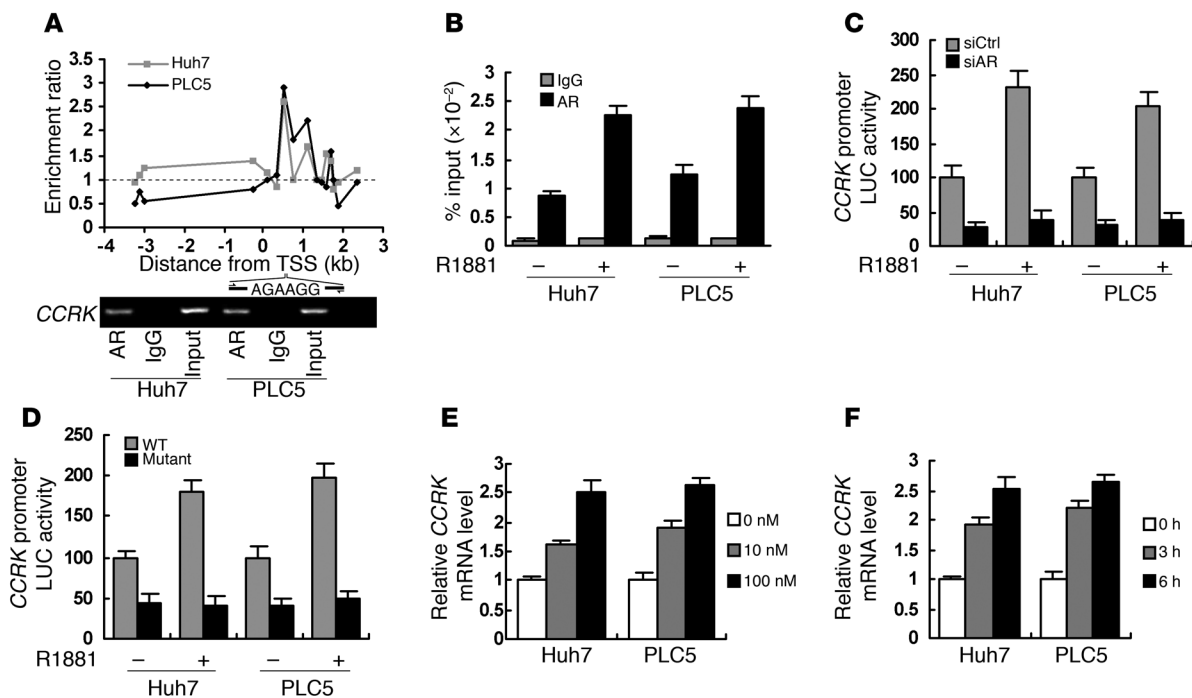 A
Huh7
PLC5
Enrichment ratio
3.5
3
2.5
2
1.5
1
0.5
0
-4 -3 -2 -1 0 1 2 3
Distance from TSS (kb)
AGAAGG
CCRK
AR IgG Input AR IgG Input
Huh7 PLC5
B
IgG
AR
% input (×10⁻²)
3
2.5
2
1.5
1
0.5
0
R1881 – + – +
Huh7 PLC5
C
siCtrl
siAR
CCRK promoter
LUC activity
300
250
200
150
100
50
0
R1881 – + – +
Huh7 PLC5
D
WT
Mutant
CCRK promoter
LUC activity
250
200
150
100
50
0
R1881 – + – +
Huh7 PLC5
E
Relative CCRK
mRNA level
3
2.5
2
1.5
1
0.5
0
0 nM
10 nM
100 nM
Huh7 PLC5
F
Relative CCRK
mRNA level
3
2.5
2
1.5
1
0.5
0
0 h
3 h
6 h
Huh7 PLC5